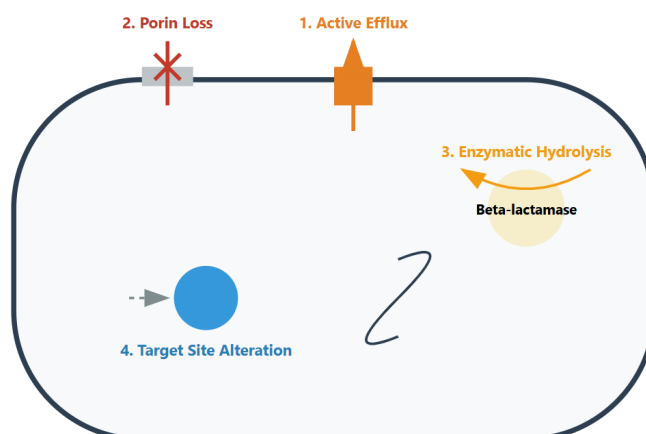 2. Porin Loss
1. Active Efflux
3. Enzymatic Hydrolysis
Beta-lactamase
4. Target Site Alteration